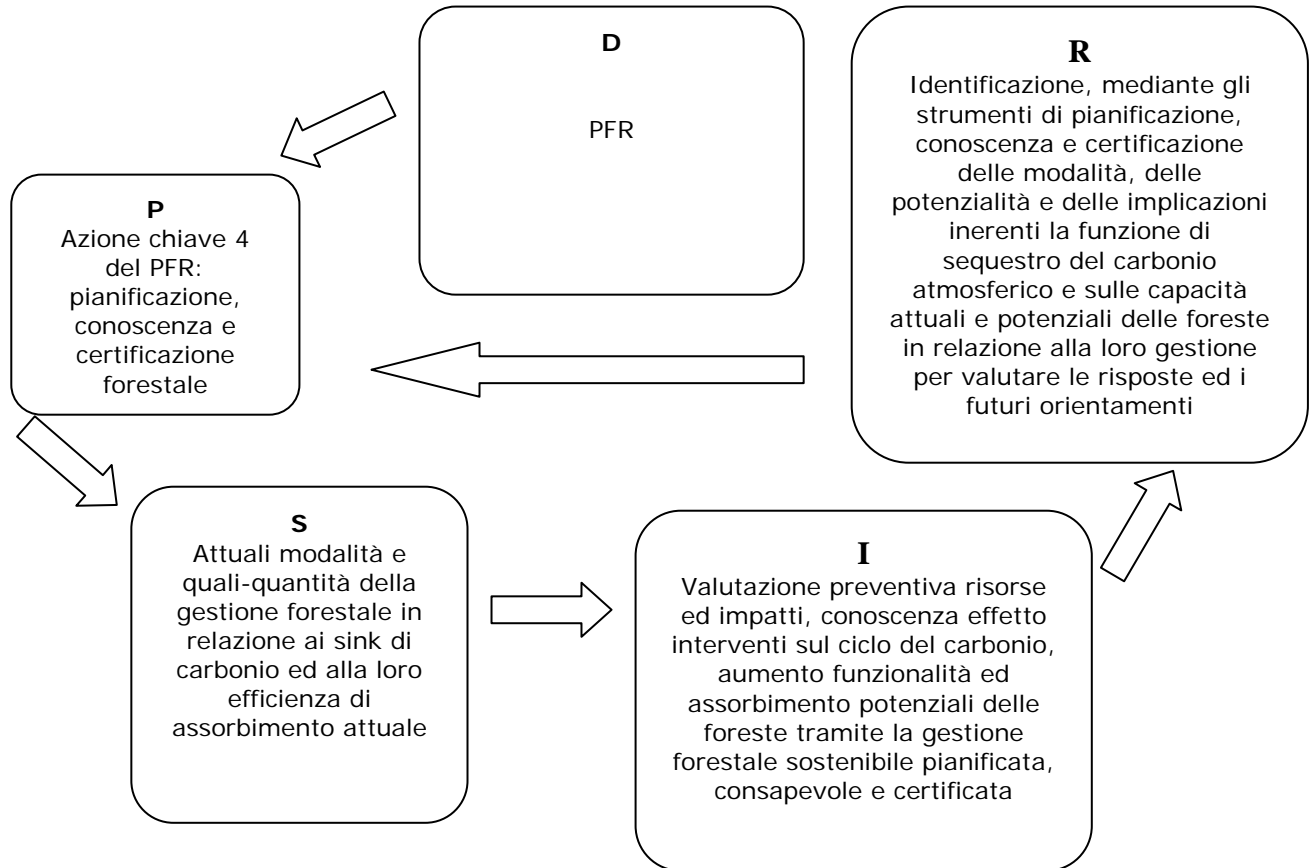 D
PFR
P
Azione chiave 4
del PFR:
pianificazione,
conoscenza e
certificazione
forestale
S
Attuali modalità e
quali-quantità della
gestione forestale in
relazione ai sink di
carbonio ed alla loro
efficienza di
assorbimento attuale
I
Valutazione preventiva risorse
ed impatti, conoscenza effetto
interventi sul ciclo del carbonio,
aumento funzionalità ed
assorbimento potenziali delle
foreste tramite la gestione
forestale sostenibile pianificata,
consapevole e certificata
R
Identificazione, mediante gli
strumenti di pianificazione,
conoscenza e certificazione
delle modalità, delle
potenzialità e delle implicazioni
inerenti la funzione di
sequestro del carbonio
atmosferico e sulle capacità
attuali e potenziali delle foreste
in relazione alla loro gestione
per valutare le risposte ed i
futuri orientamenti